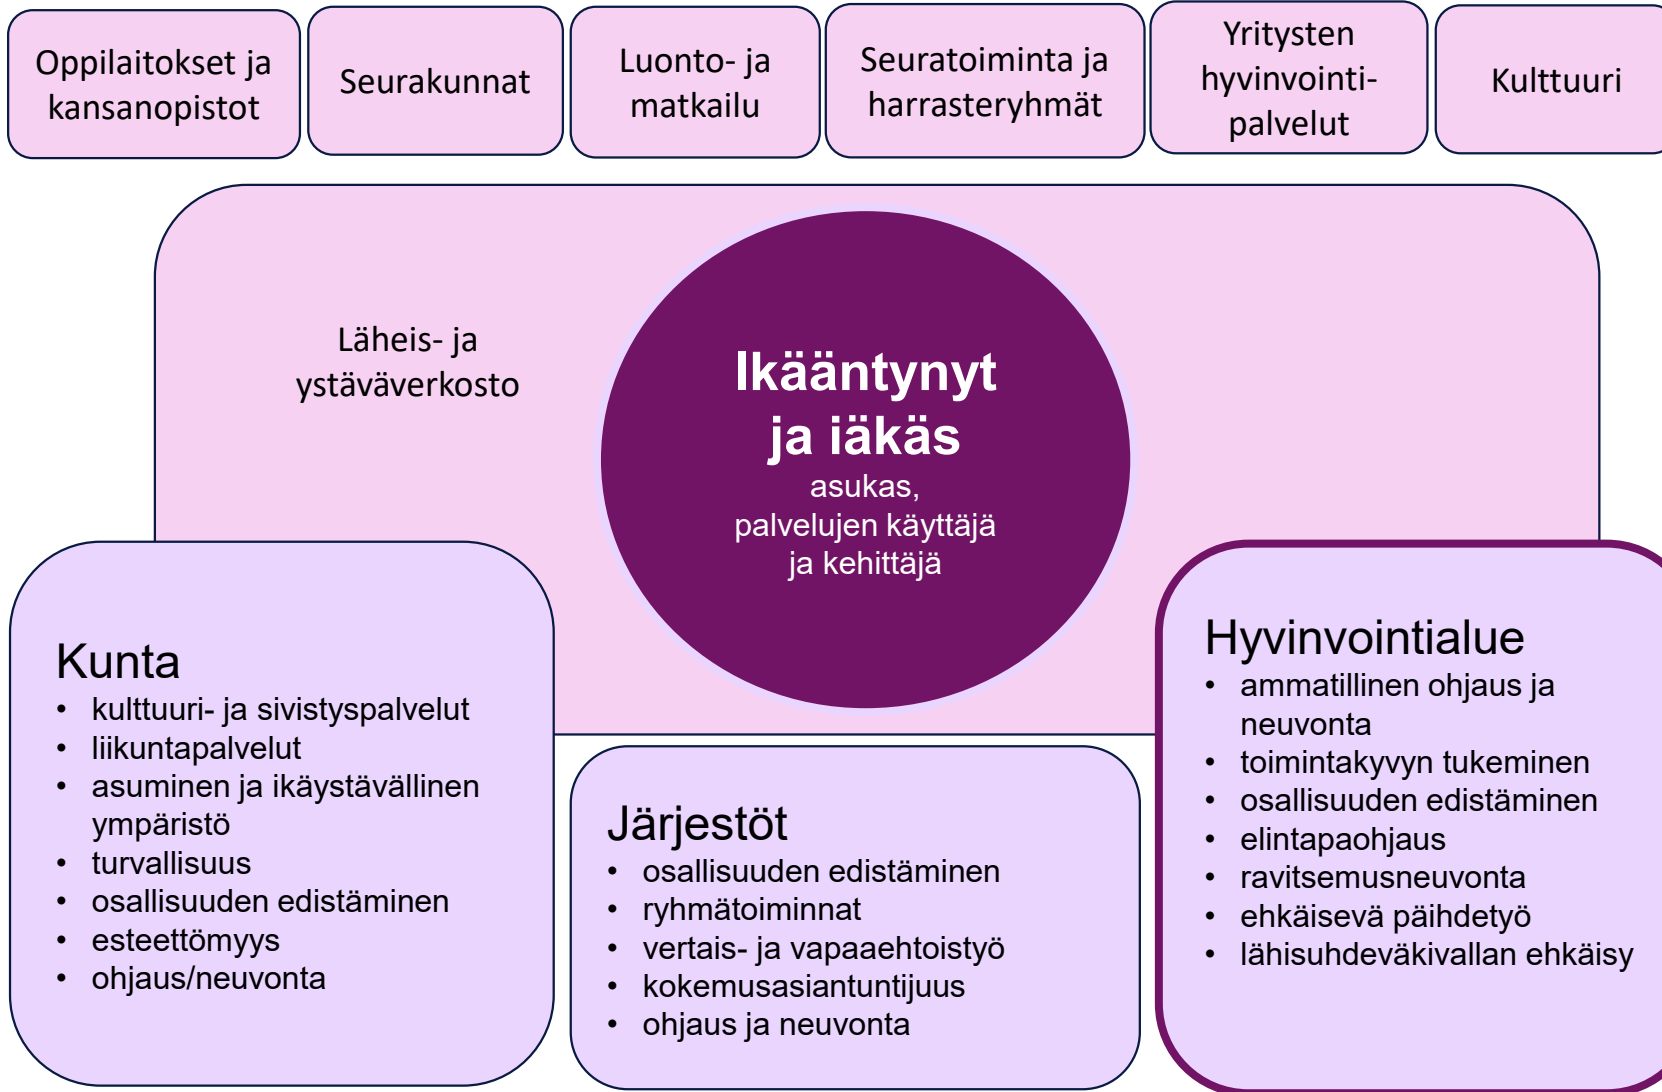 Oppilaitokset ja
kansanopistot
Seurakunnat
Luonto- ja
matkailu
Seuratoiminta ja
harrasteryhmät
Yritysten
hyvinvointi-
palvelut
Kulttuuri
Läheis- ja
ystäväverkosto
Ikääntynyt
ja iäkäs
asukas,
palvelujen käyttäjä
ja kehittäjä
Kunta
• kulttuuri- ja sivistyspalvelut
• liikuntapalvelut
• asuminen ja ikäystävällinen
ympäristö
• turvallisuus
• osallisuuden edistäminen
• esteettömyys
• ohjaus/neuvonta
Järjestöt
• osallisuuden edistäminen
• ryhmätoiminnat
• vertais- ja vapaaehtoistyö
• kokemusasiantuntijuus
• ohjaus ja neuvonta
Hyvinvointialue
• ammatillinen ohjaus ja
neuvonta
• toimintakyvyn tukeminen
• osallisuuden edistäminen
• elintapaohjaus
• ravitsemusneuvonta
• ehkäisevä päihdetyö
• lähisuhdeväkivallan ehkäisy